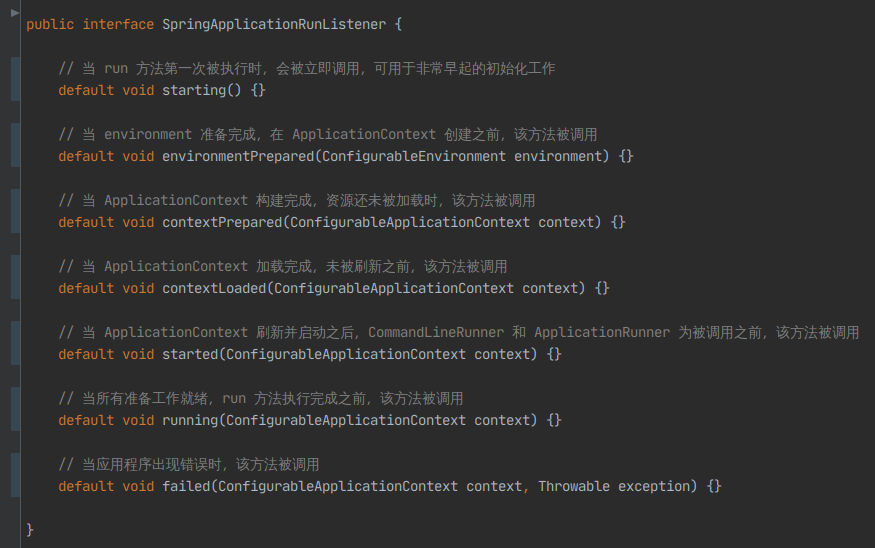 public interface SpringApplicationRunListener {
// 当 run 方法第一次被执行时，会被立即调用，可用于非常早起的初始化工作
default void starting() {}
// 当 environment 准备完成，在 ApplicationContext 创建之前，该方法被调用
default void environmentPrepared(ConfigurableEnvironment environment) {}
// 当 ApplicationContext 构建完成，资源还未被加载时，该方法被调用
default void contextPrepared(ConfigurableApplicationContext context) {}
// 当 ApplicationContext 加载完成，未被刷新之前，该方法被调用
default void contextLoaded(ConfigurableApplicationContext context) {}
// 当 ApplicationContext 刷新并启动之后，CommandLineRunner 和 ApplicationRunner 为被调用之前，该方法被调用
default void started(ConfigurableApplicationContext context) {}
// 当所有准备工作就绪，run 方法执行完成之前，该方法被调用
default void running(ConfigurableApplicationContext context) {}
// 当应用程序出现错误时，该方法被调用
default void failed(ConfigurableApplicationContext context, Throwable exception) {}
}